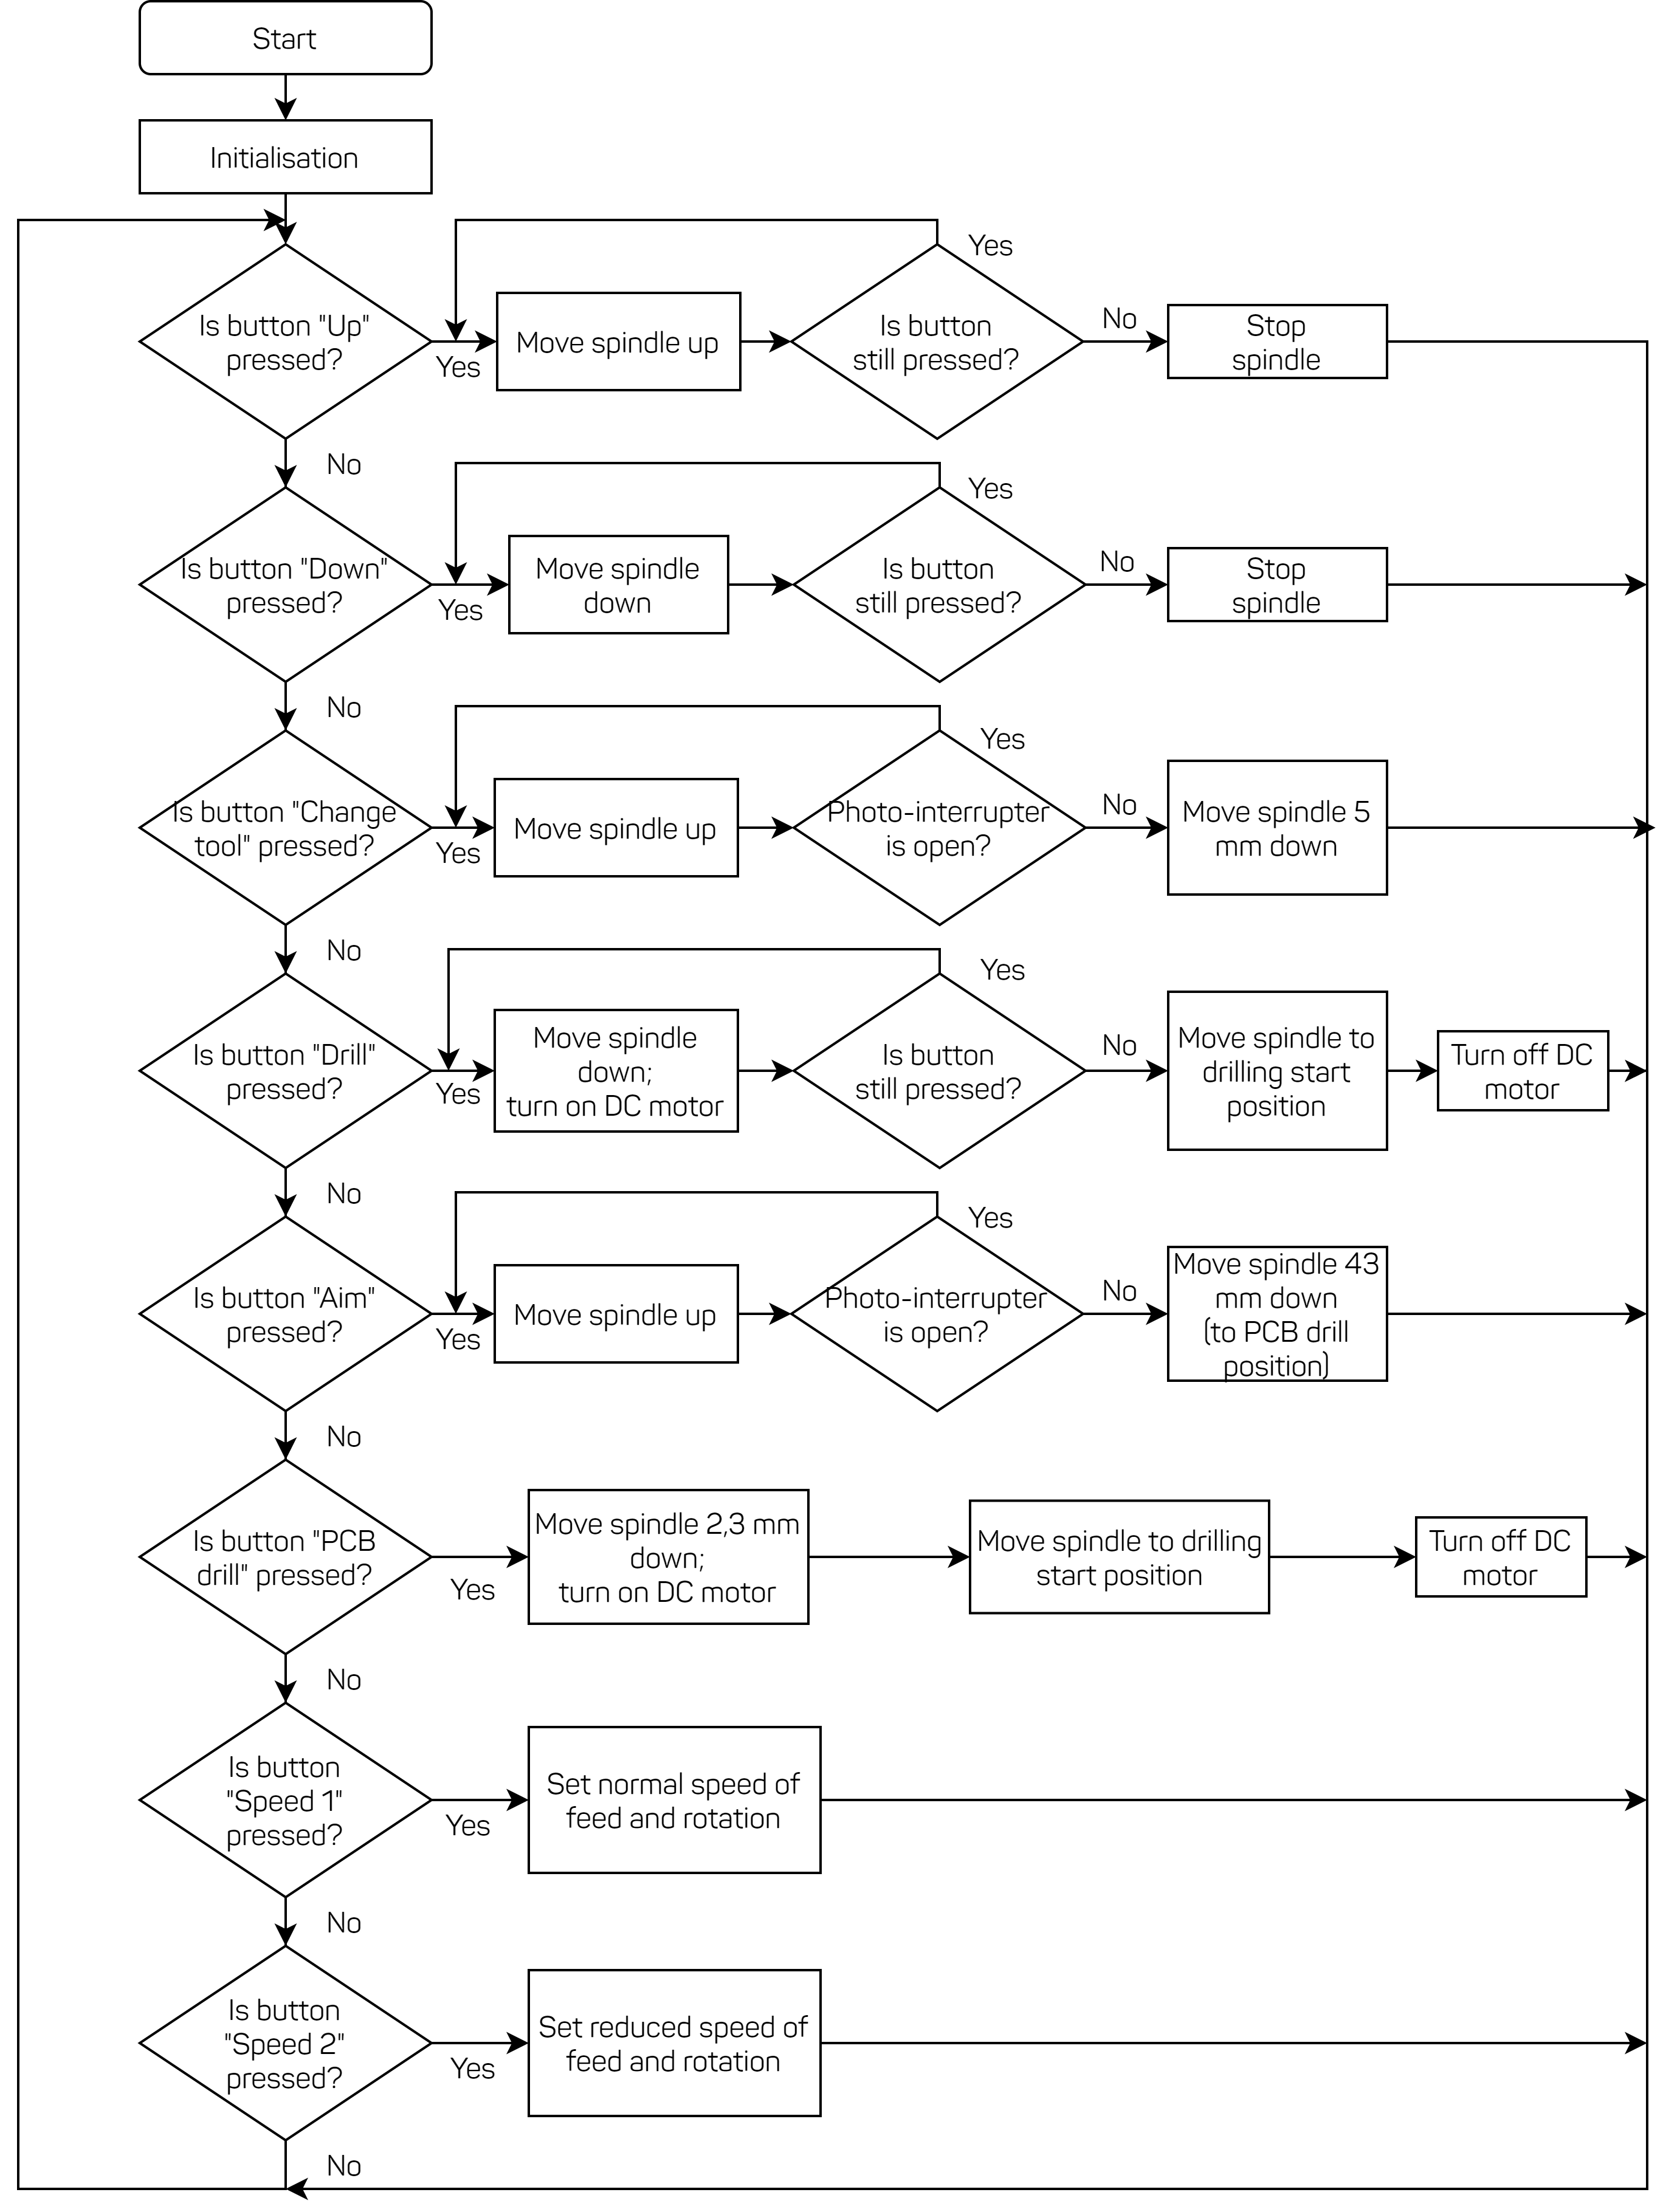 Start
Initialisation
Is button "Up"
pressed?
Yes
Move spindle up
Is button
still pressed?
Yes
No
Stop
spindle
No
Is button "Down"
pressed?
Yes
Move spindle
down
Is button
still pressed?
Yes
No
Stop
spindle
No
Is button "Change
tool" pressed?
Yes
Move spindle up
Photo-interrupter
is open?
Yes
No
Move spindle 5
mm down
No
Is button "Drill"
pressed?
Yes
Move spindle
down;
turn on DC motor
Is button
still pressed?
Yes
No
Move spindle to
drilling start
position
Turn off DC
motor
No
Is button "Aim"
pressed?
Yes
Move spindle up
Photo-interrupter
is open?
Yes
No
Move spindle 43
mm down
(to PCB drill
position)
No
Is button "PCB
drill" pressed?
Yes
Move spindle 2,3 mm
down;
turn on DC motor
Move spindle to drilling
start position
Turn off DC
motor
No
Is button
"Speed 1"
pressed?
Yes
Set normal speed of
feed and rotation
No
Is button
"Speed 2"
pressed?
Yes
Set reduced speed of
feed and rotation
No